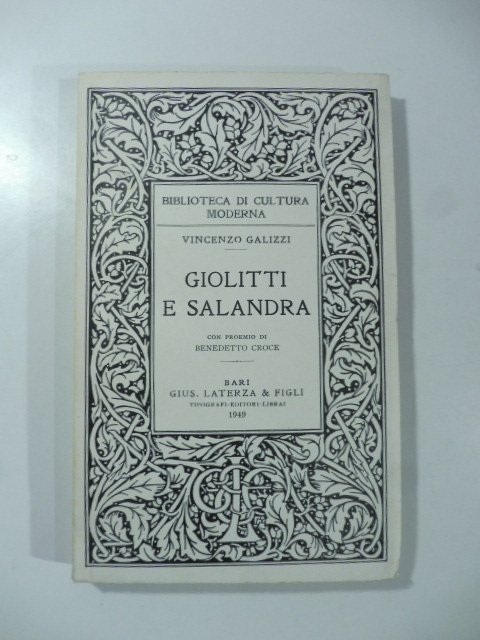 BIBLIOTECA DI CULTURA
MODERNA
VINCENZO GALIZZI
GIOLITTI
E SALANDRA
CON PROEMIO DI
BENEDETTO CROCE
BARI
GIUS. LATERZA & FIGLI
TIPOGRAFI-EDITORI-LIBRAI
1949